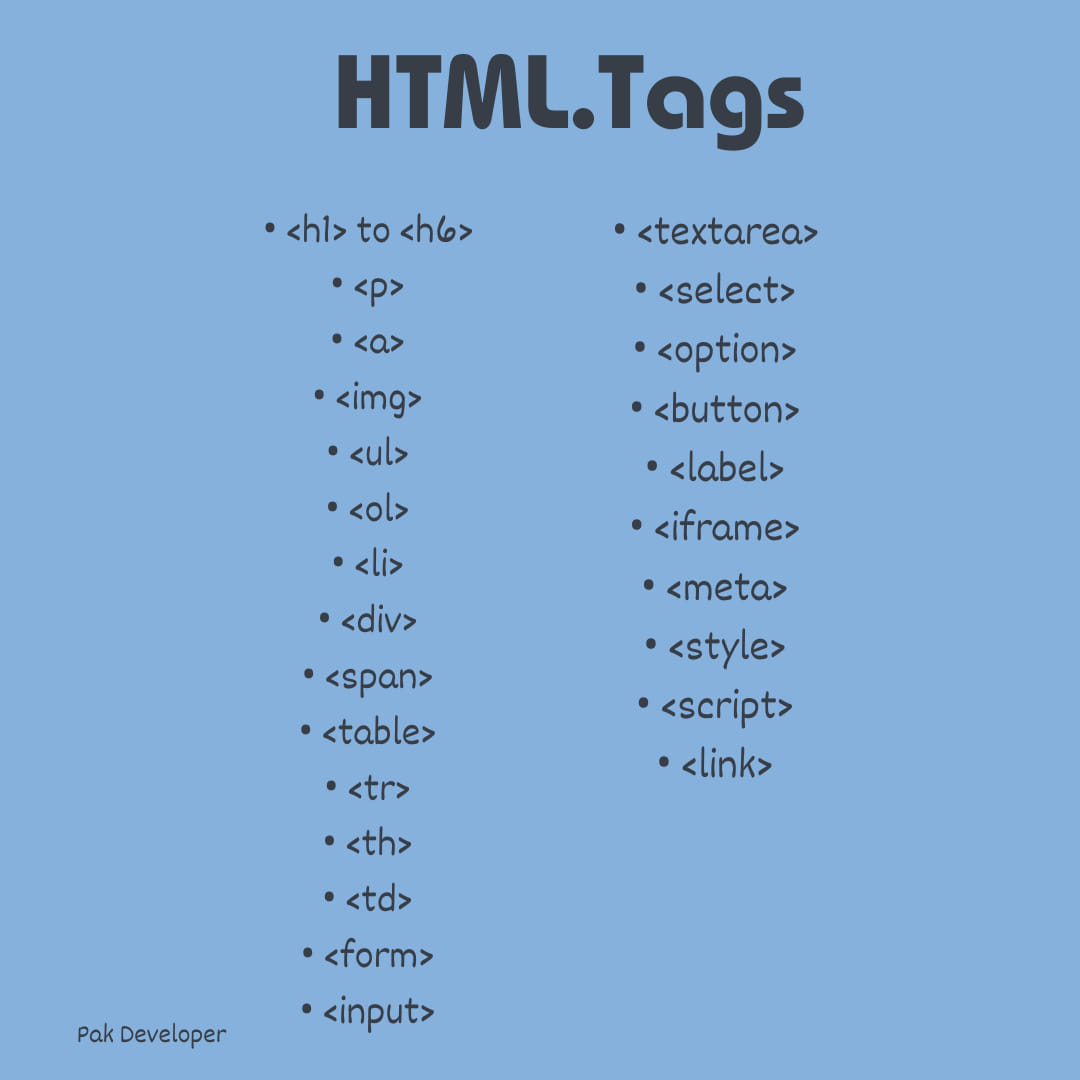 HTML.Tags
• <h1> to <h6>
• <p>
• <a>
• <img>
• <ul>
• <ol>
• <li>
• <div>
• <span>
• <table>
• <tr>
• <th>
• <td>
• <form>
• <input>
• <textarea>
• <select>
• <option>
• <button>
• <label>
• <iframe>
• <meta>
• <style>
• <script>
• <link>
Pak Developer